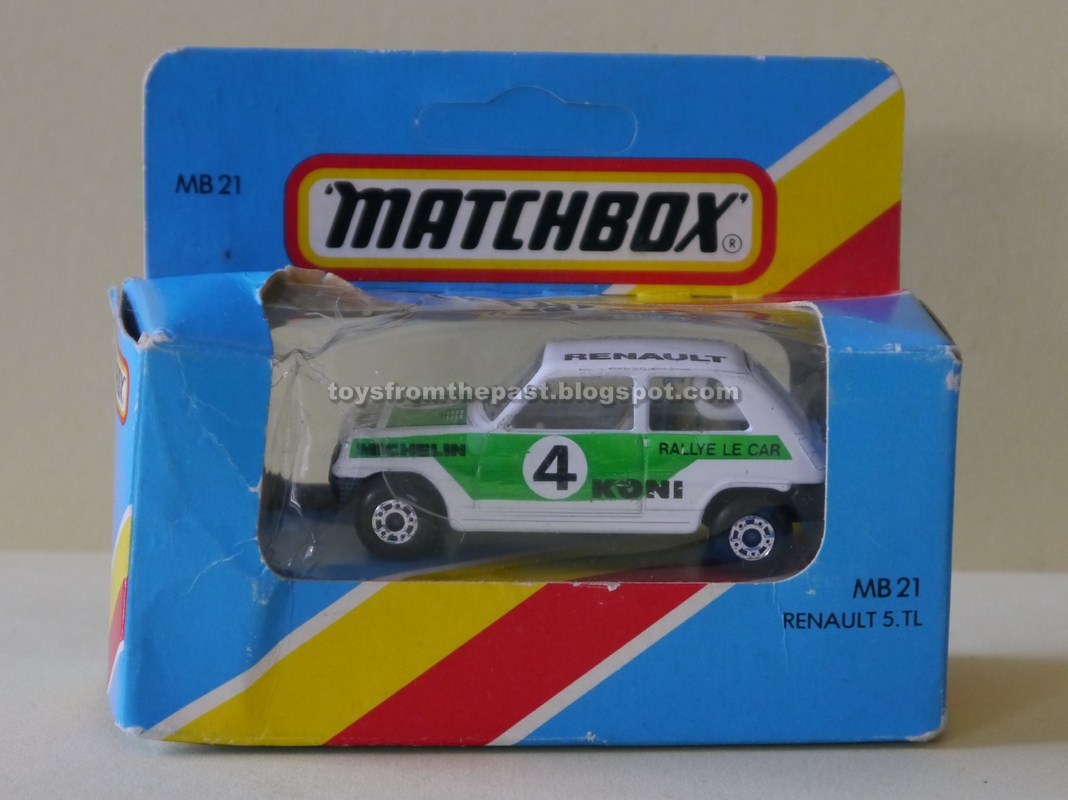 MB 21
'MATCHBOX'®
RENAULT
toysfromthepast.blogspot.com
MICHELIN
4
RALLYE LE CAR
KONI
MB 21
RENAULT 5.TL